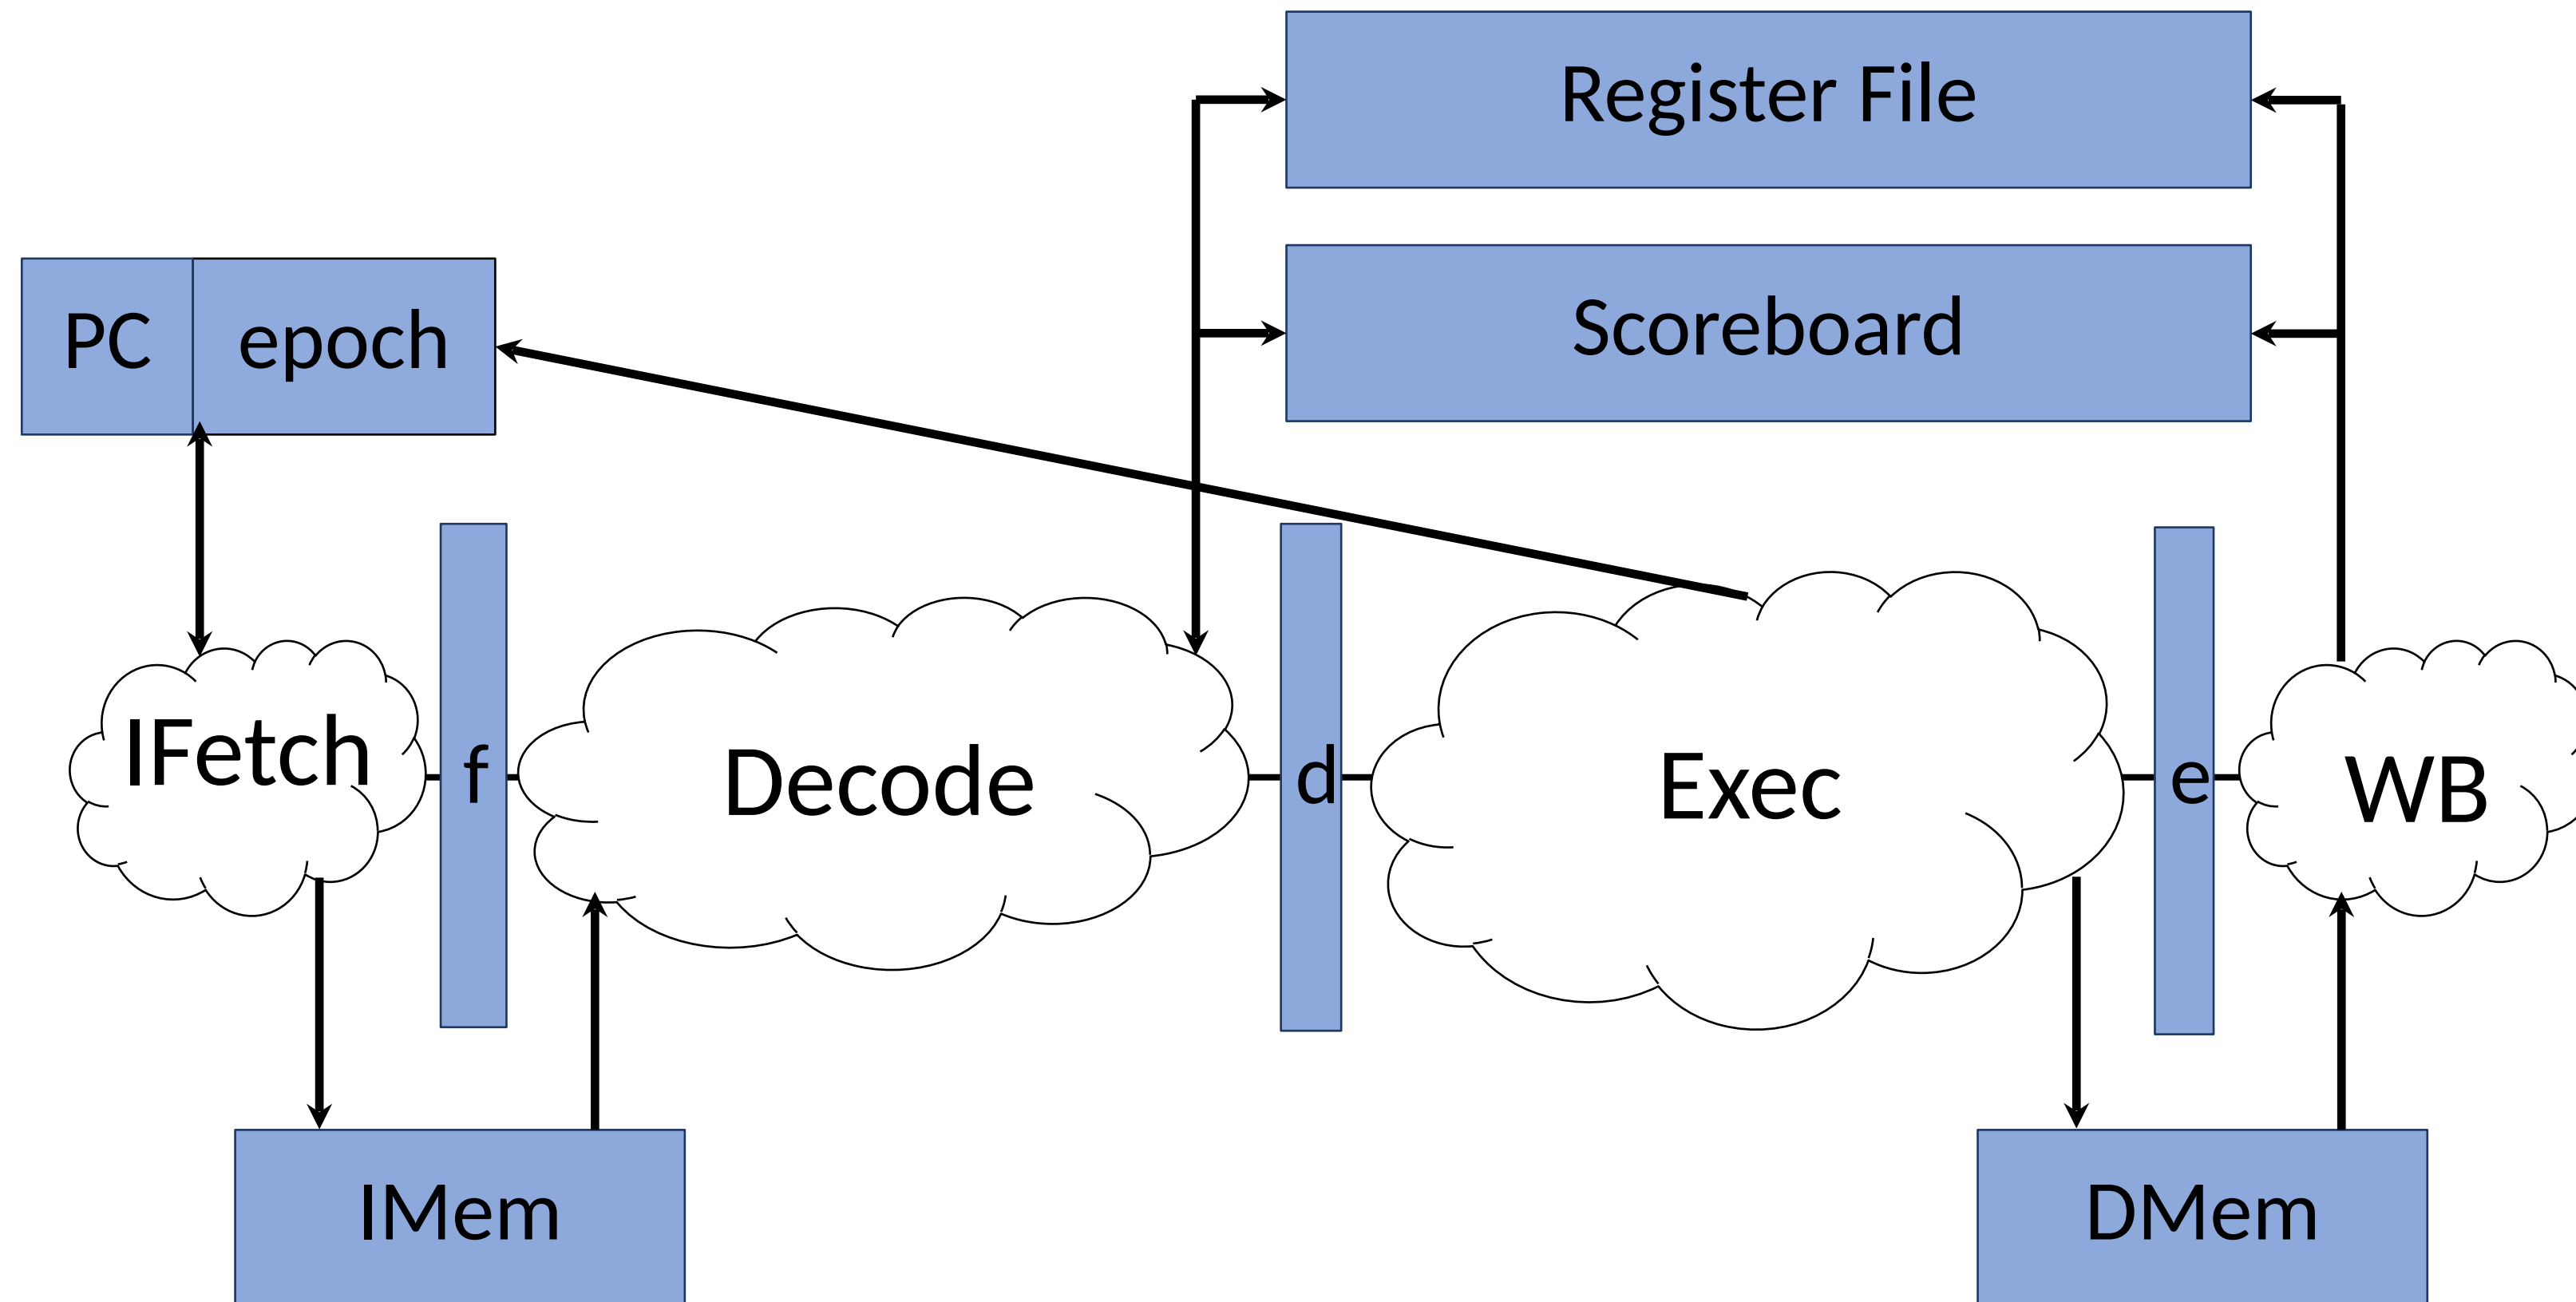 Register File
Scoreboard
PC
epoch
IFetch
f
Decode
d
Exec
e
WB
IMem
DMem